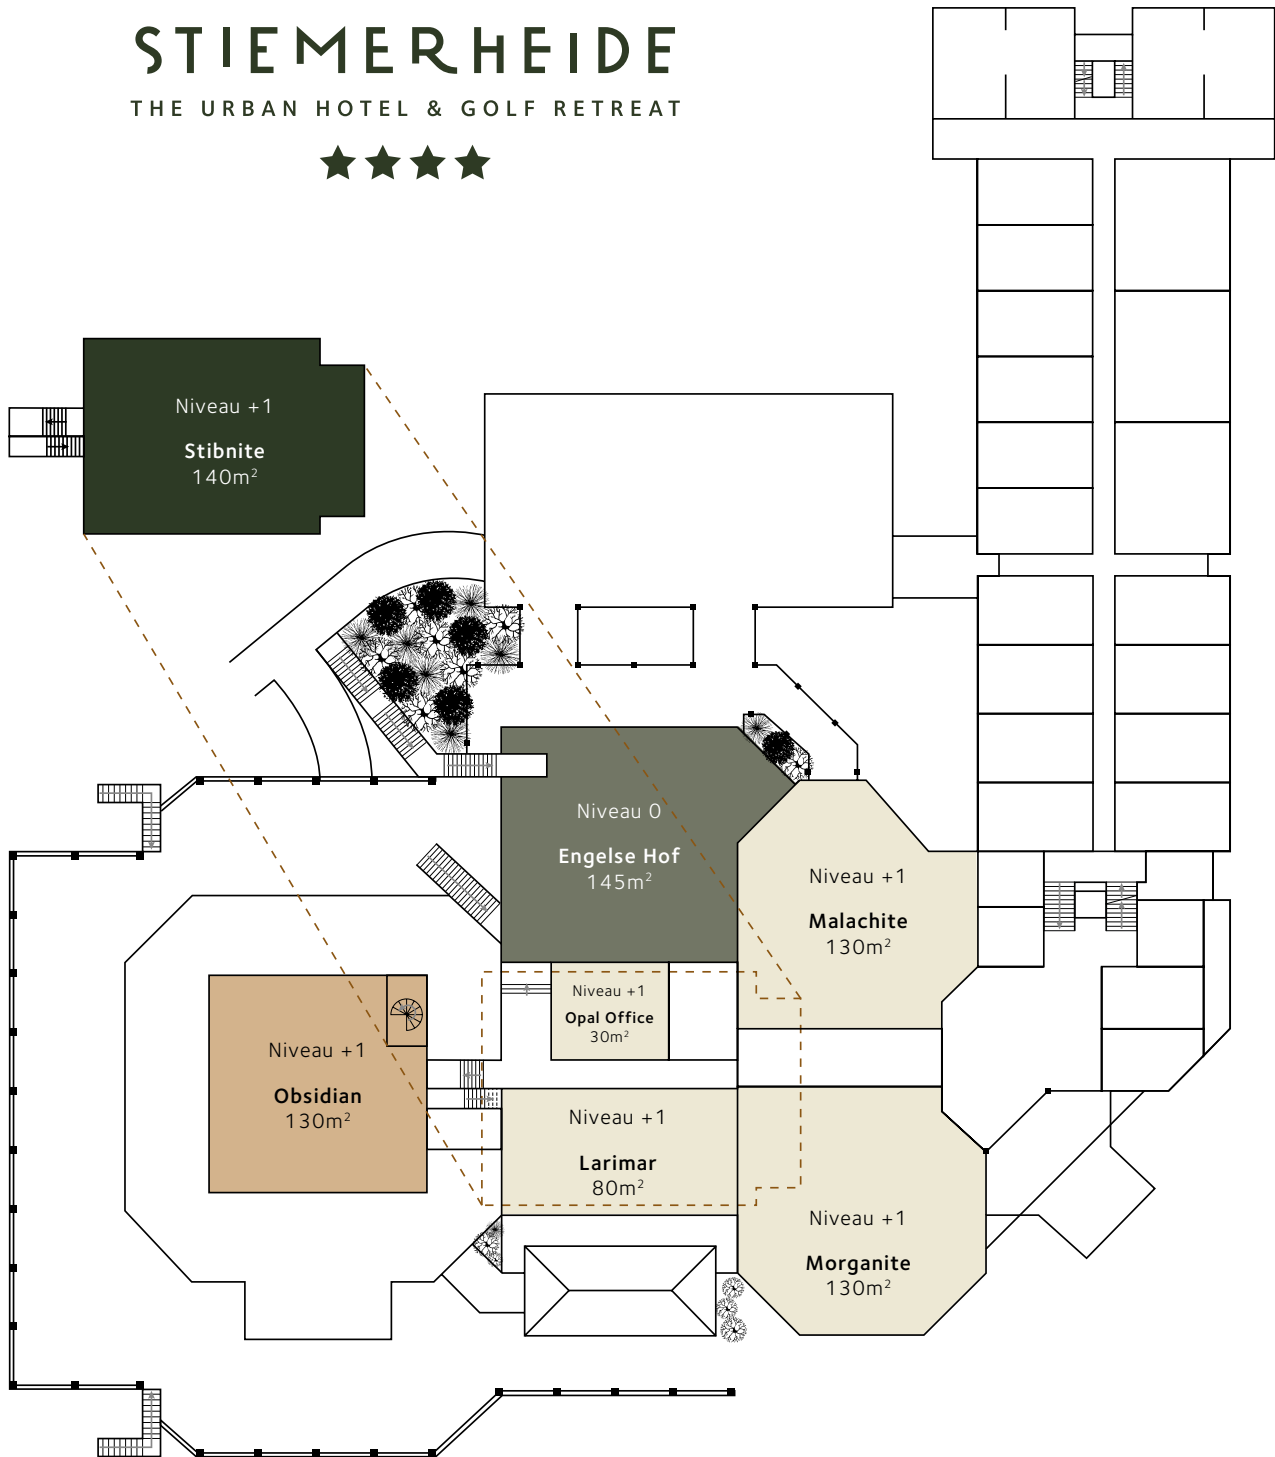 STIEMERHEIDE
THE URBAN HOTEL & GOLF RETREAT
Niveau +1
Stibnite
140m²
Niveau 0
Engelse Hof
145m²
Niveau +1
Malachite
130m²
Niveau +1
Opal Office
30m²
Niveau +1
Obsidian
130m²
Niveau +1
Larimar
80m²
Niveau +1
Morganite
130m²